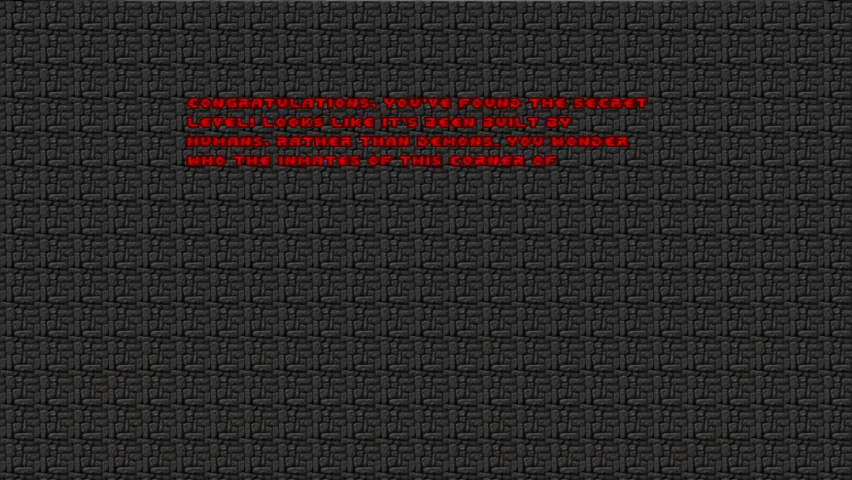 CONGRATULATIONS, YOU'VE FOUND THE SECRET
LEVEL! LOOKS LIKE IT'S BEEN BUILT BY
HUMANS, RATHER THAN DEMONS. YOU WONDER
WHO THE INMATES OF THIS CORNER OF